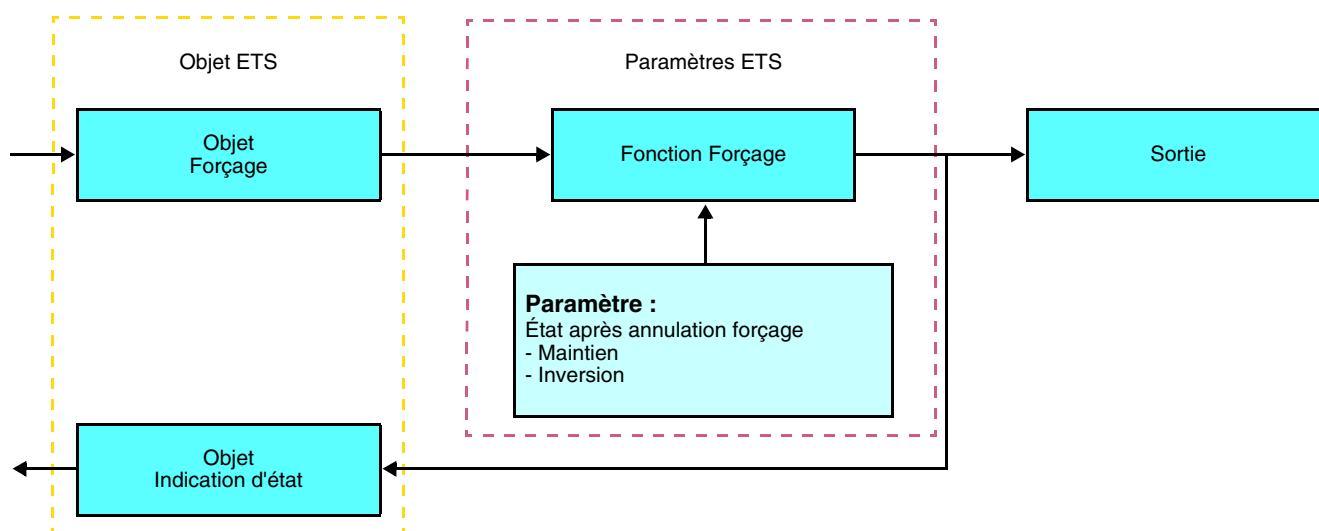 Objet ETS
Paramètres ETS
Objet
Forçage
Fonction Forçage
Sortie
Paramètre :
État après annulation forçage
- Maintien
- Inversion
Objet
Indication d'état